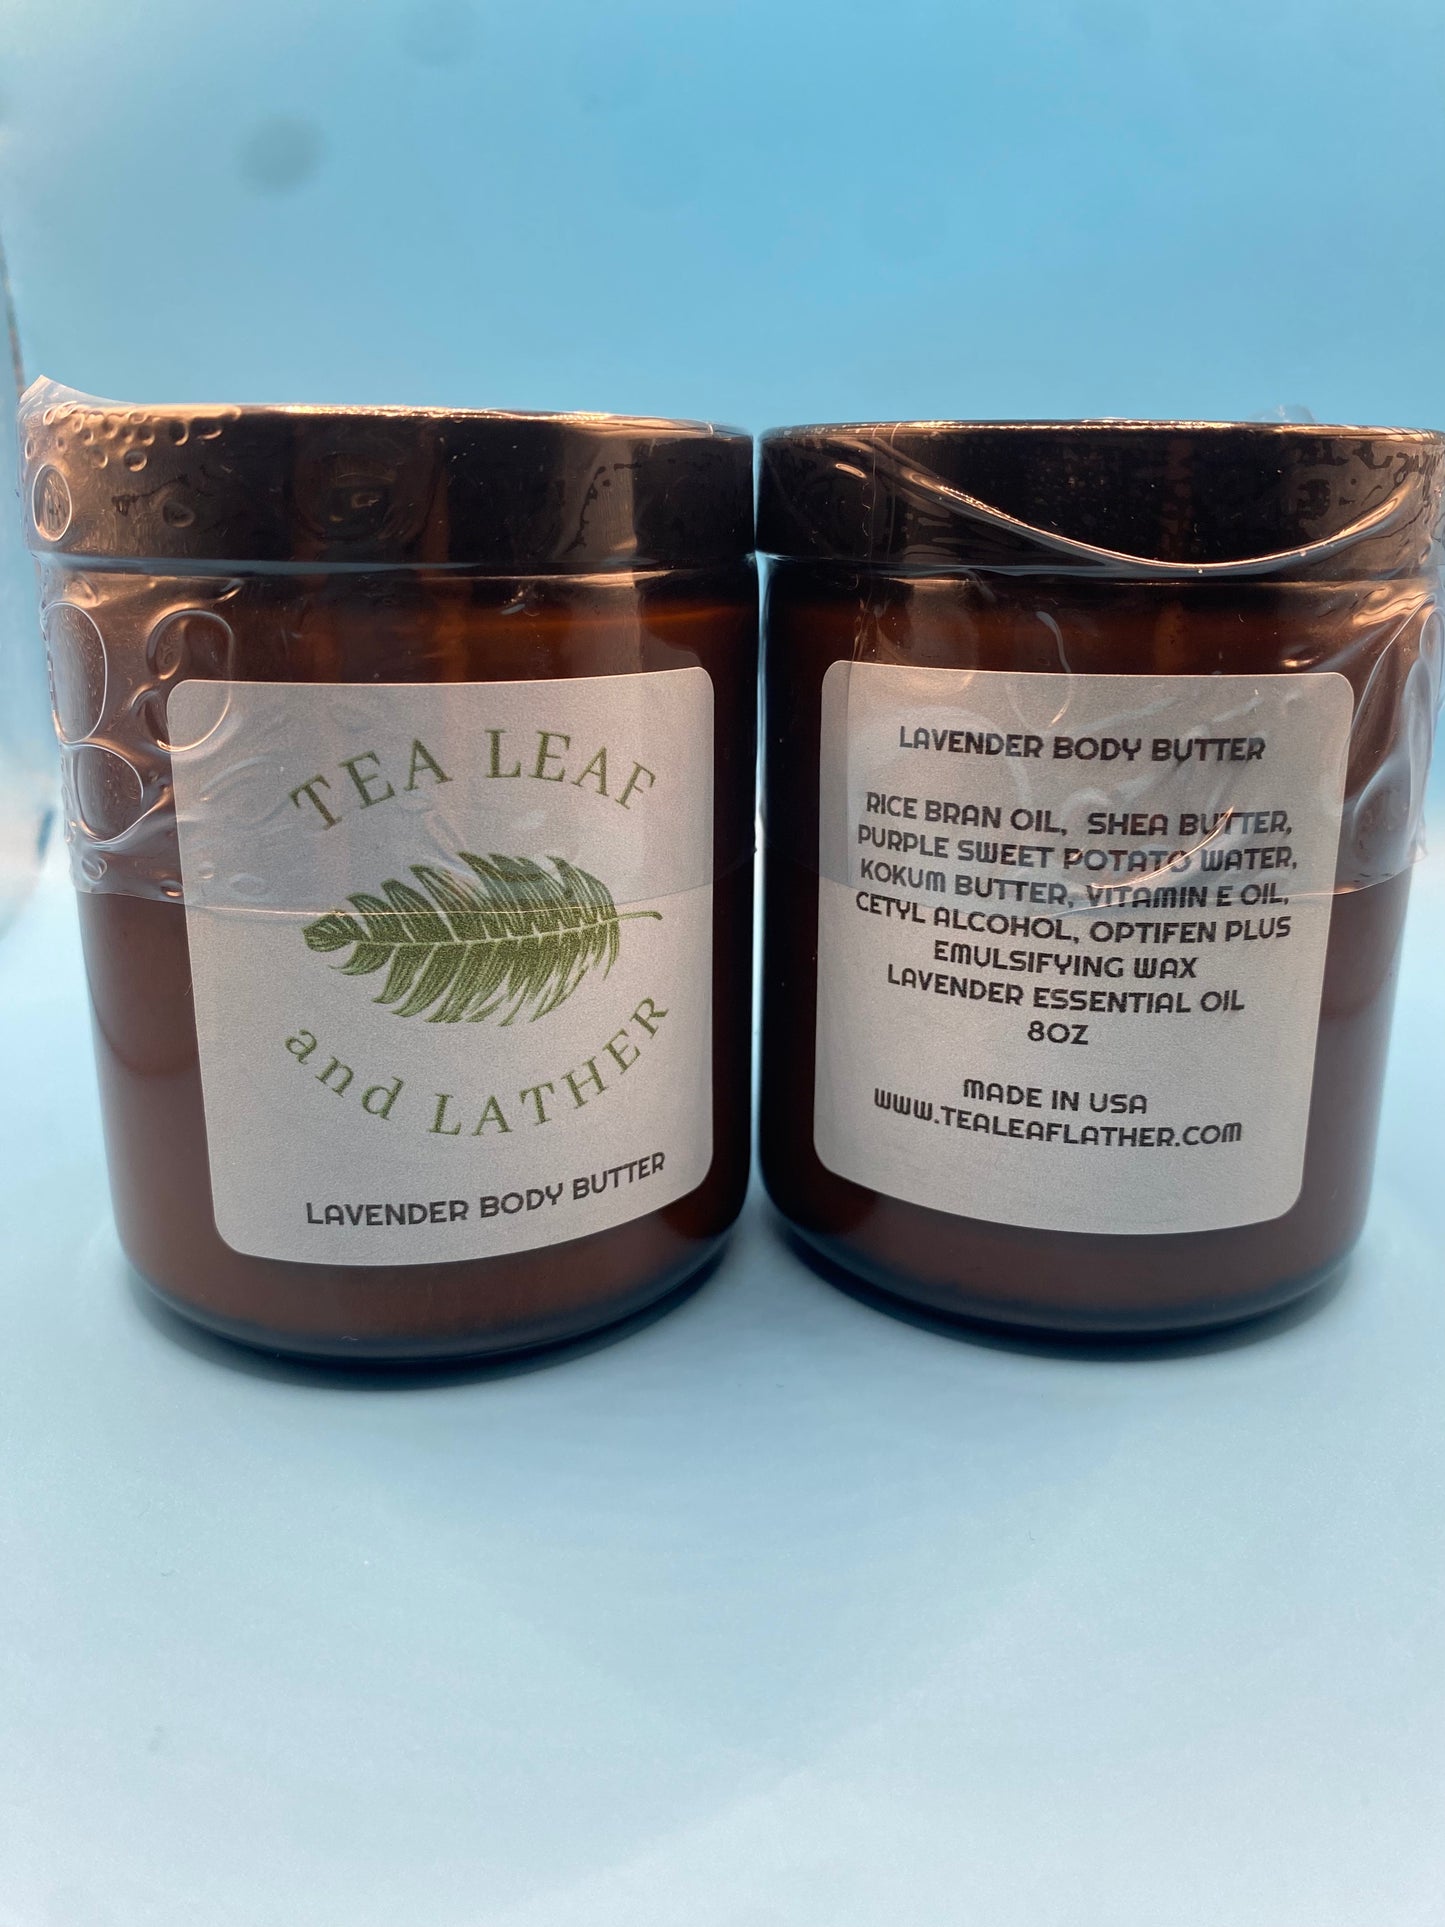 TEA LEAF
and LATHER
LAVENDER BODY BUTTER
LAVENDER BODY BUTTER
RICE BRAN OIL, SHEA BUTTER,
PURPLE SWEET POTATO WATER,
KOKUM BUTTER, VITAMIN E OIL,
CETYL ALCOHOL, OPTIFEN PLUS
EMULSIFYING WAX
LAVENDER ESSENTIAL OIL
8OZ
MADE IN USA
WWW.TEALEAFLATHER.COM